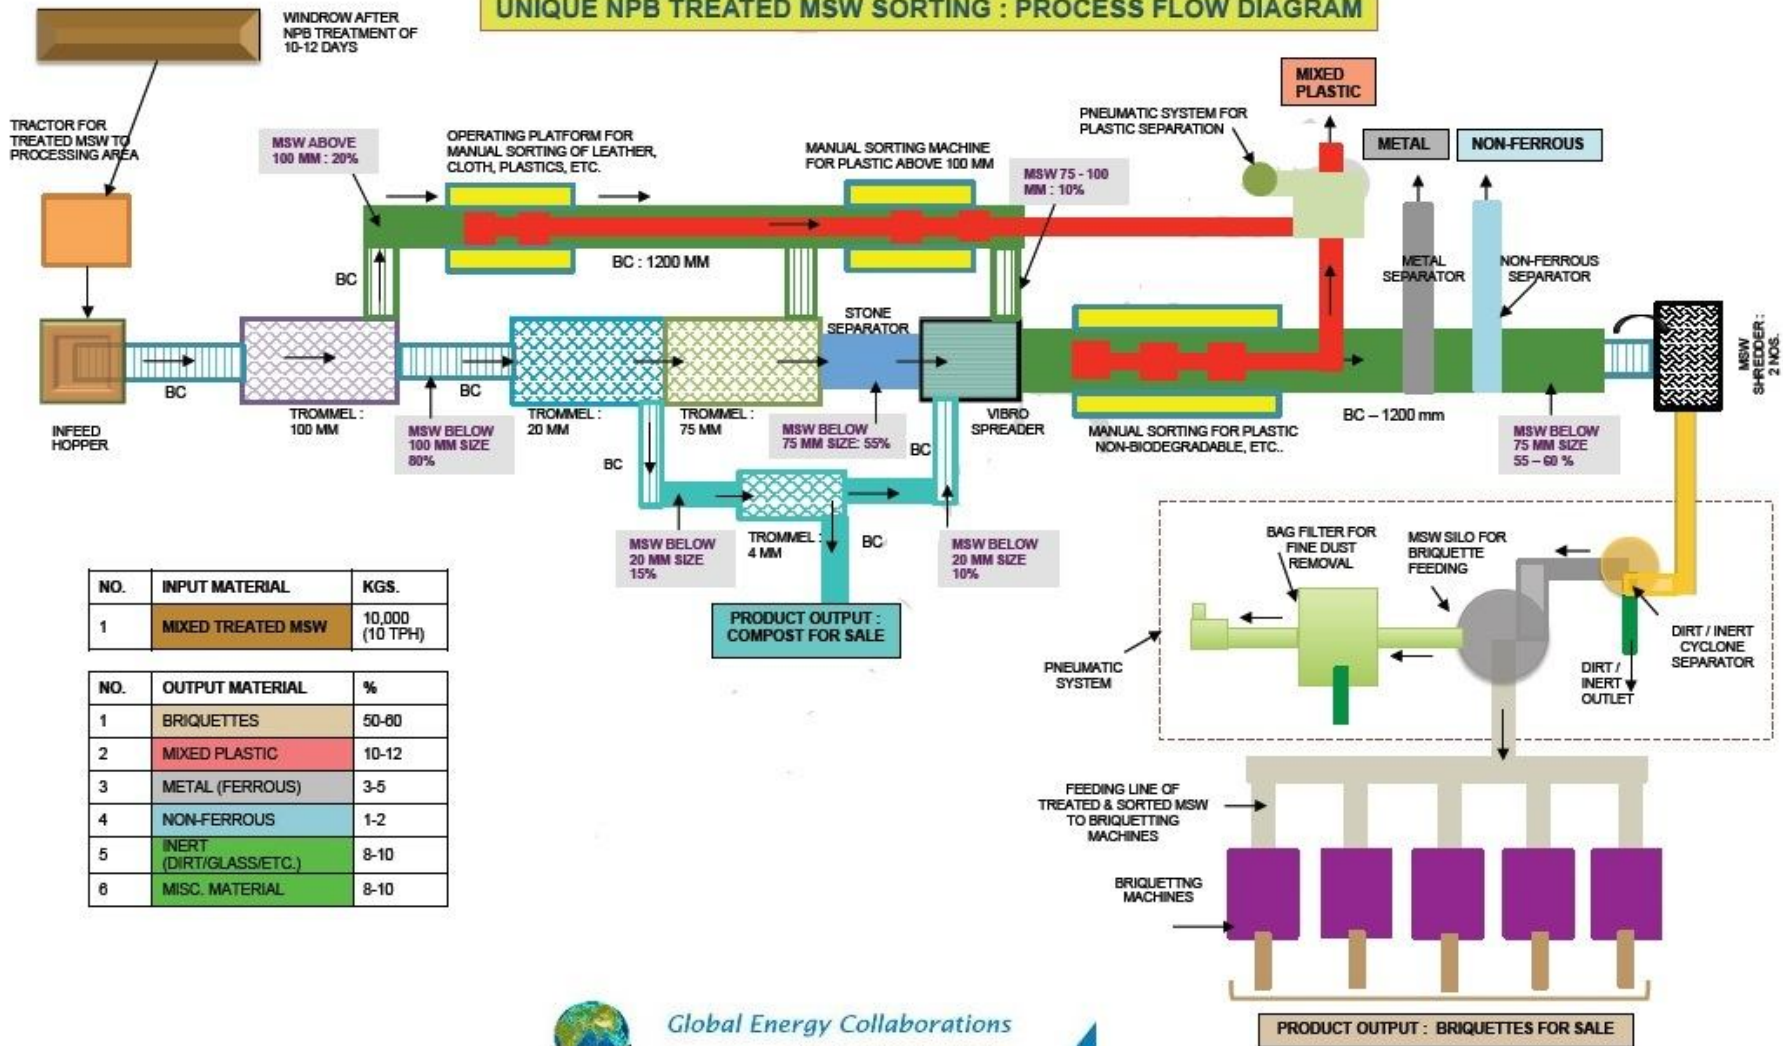 UNIQUE NPB TREATED MSW SORTING : PROCESS FLOW DIAGRAM
WINDROW AFTER
NPB TREATMENT OF
10-12 DAYS
TRACTOR FOR
TREATED MSW TO
PROCESSING AREA
MSW ABOVE
100 MM : 20%
OPERATING PLATFORM FOR
MANUAL SORTING OF LEATHER,
CLOTH, PLASTICS, ETC.
MANUAL SORTING MACHINE
FOR PLASTIC ABOVE 100 MM
MSW 75 - 100
MM : 10%
PNEUMATIC SYSTEM FOR
PLASTIC SEPARATION
MIXED
PLASTIC
METAL
NON-FERROUS
BC
BC : 1200 MM
METAL
SEPARATOR
NON-FERROUS
SEPARATOR
STONE
SEPARATOR
MSW
SHREDDER :
2 NOS.
BC
BC
INFEED
HOPPER
TROMMEL :
100 MM
MSW BELOW
100 MM SIZE
80%
TROMMEL :
20 MM
TROMMEL :
75 MM
MSW BELOW
75 MM SIZE: 55%
VIBRO
SPREADER
MANUAL SORTING FOR PLASTIC
NON-BIODEGRADABLE, ETC..
BC – 1200 mm
MSW BELOW
75 MM SIZE
55 – 60 %
BC
BC
MSW BELOW
20 MM SIZE
15%
TROMMEL :
4 MM
BC
MSW BELOW
20 MM SIZE
10%
PRODUCT OUTPUT :
COMPOST FOR SALE
BAG FILTER FOR
FINE DUST
REMOVAL
MSW SILO FOR
BRIQUETTE
FEEDING
DIRT / INERT
CYCLONE
SEPARATOR
DIRT /
INERT
OUTLET
PNEUMATIC
SYSTEM
NO. INPUT MATERIAL KGS.
1 MIXED TREATED MSW 10,000
(10 TPH)
NO. OUTPUT MATERIAL %
1 BRIQUETTES 50-60
2 MIXED PLASTIC 10-12
3 METAL (FERROUS) 3-5
4 NON-FERROUS 1-2
5 INERT
(DIRT/GLASS/ETC.) 8-10
6 MISC. MATERIAL 8-10
FEEDING LINE OF
TREATED & SORTED MSW
TO BRIQUETTING
MACHINES
BRIQUETTNG
MACHINES
PRODUCT OUTPUT : BRIQUETTES FOR SALE
Global Energy Collaborations